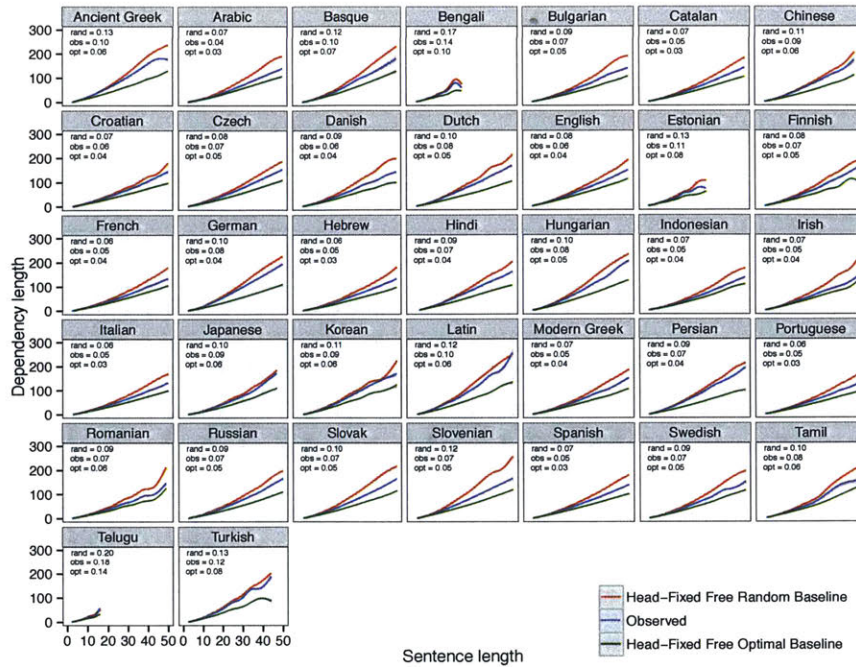 Ancient Greek Arabic Basque Bengali Bulgarian Catalan Chinese
rand = 0.13 rand = 0.07 rand = 0.12 rand = 0.17 rand = 0.09 rand = 0.07 rand = 0.11
obs = 0.10 obs = 0.04 obs = 0.10 obs = 0.14 obs = 0.07 obs = 0.05 obs = 0.09
opt = 0.06 opt = 0.03 opt = 0.07 opt = 0.10 opt = 0.05 opt = 0.03 opt = 0.06
300
200
100
0
Croatian Czech Danish Dutch English Estonian Finnish
rand = 0.07 rand = 0.08 rand = 0.09 rand = 0.10 rand = 0.08 rand = 0.13 rand = 0.08
obs = 0.06 obs = 0.07 obs = 0.06 obs = 0.08 obs = 0.06 obs = 0.11 obs = 0.07
opt = 0.04 opt = 0.05 opt = 0.04 opt = 0.05 opt = 0.04 opt = 0.08 opt = 0.05
300
200
100
0
French German Hebrew Hindi Hungarian Indonesian Irish
rand = 0.06 rand = 0.10 rand = 0.06 rand = 0.09 rand = 0.10 rand = 0.07 rand = 0.07
obs = 0.05 obs = 0.08 obs = 0.05 obs = 0.07 obs = 0.08 obs = 0.05 obs = 0.05
opt = 0.04 opt = 0.04 opt = 0.03 opt = 0.04 opt = 0.05 opt = 0.04 opt = 0.04
300
200
100
0
Dependency length
Italian Japanese Korean Latin Modern Greek Persian Portuguese
rand = 0.06 rand = 0.10 rand = 0.11 rand = 0.12 rand = 0.07 rand = 0.09 rand = 0.06
obs = 0.05 obs = 0.09 obs = 0.09 obs = 0.10 obs = 0.05 obs = 0.07 obs = 0.05
opt = 0.03 opt = 0.06 opt = 0.06 opt = 0.06 opt = 0.04 opt = 0.04 opt = 0.03
300
200
100
0
Romanian Russian Slovak Slovenian Spanish Swedish Tamil
rand = 0.09 rand = 0.09 rand = 0.10 rand = 0.12 rand = 0.07 rand = 0.09 rand = 0.10
obs = 0.07 obs = 0.07 obs = 0.07 obs = 0.07 obs = 0.05 obs = 0.07 obs = 0.08
opt = 0.06 opt = 0.05 opt = 0.05 opt = 0.05 opt = 0.03 opt = 0.05 opt = 0.06
300
200
100
0
Telugu Turkish
rand = 0.20 rand = 0.13
obs = 0.18 obs = 0.12
opt = 0.14 opt = 0.08
300
200
100
0
0 10 20 30 40 50 0 10 20 30 40 50
Sentence length
Head-Fixed Free Random Baseline
Observed
Head-Fixed Free Optimal Baseline